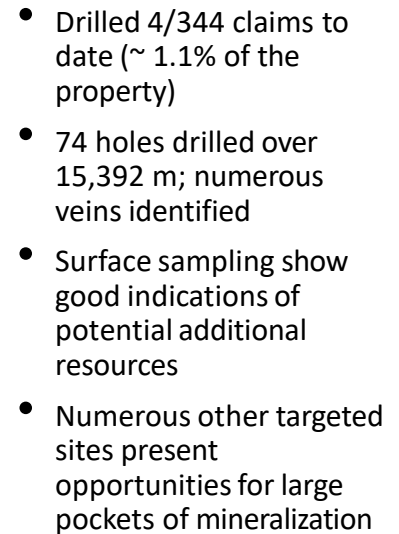 • Drilled 4/344 claims to
date (~ 1.1% of the
property)
• 74 holes drilled over
15,392 m; numerous
veins identified
• Surface sampling show
good indications of
potential additional
resources
• Numerous other targeted
sites present
opportunities for large
pockets of mineralization